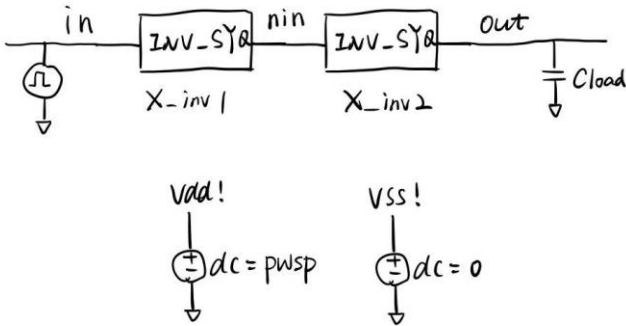 in nin out
INV_SYQ INV_SYQ
Cload
X_inv1 X_inv2
Vdd! VSS!
dc=pwsp dc=0